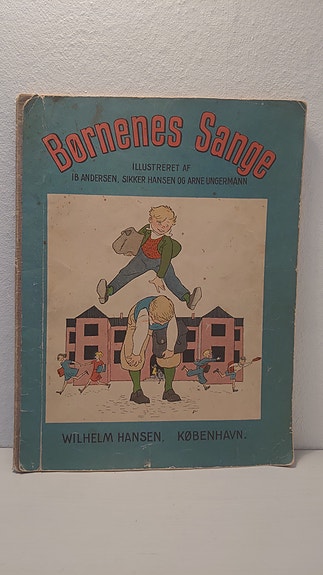 Børnenes Sange
ILLUSTRERET AF
IB ANDERSEN, SIKKER HANSEN OG ARNE UNGERMANN
WILHELM HANSEN. KØBENHAVN.